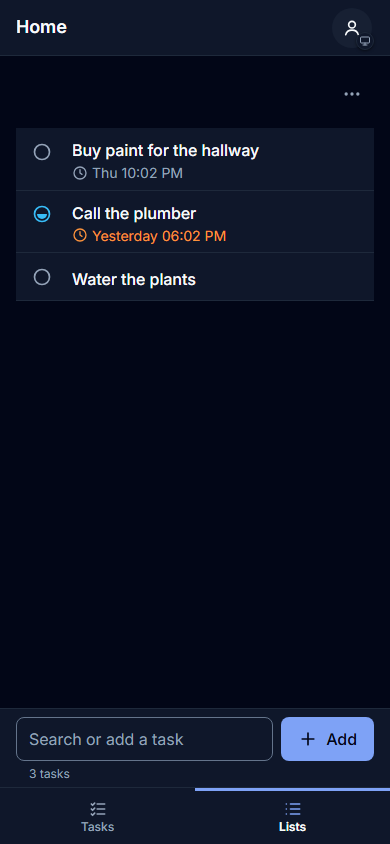 Home
Buy paint for the hallway
Thu 10:02 PM
Call the plumber
Yesterday 06:02 PM
Water the plants
Search or add a task
Add
3 tasks
Tasks
Lists